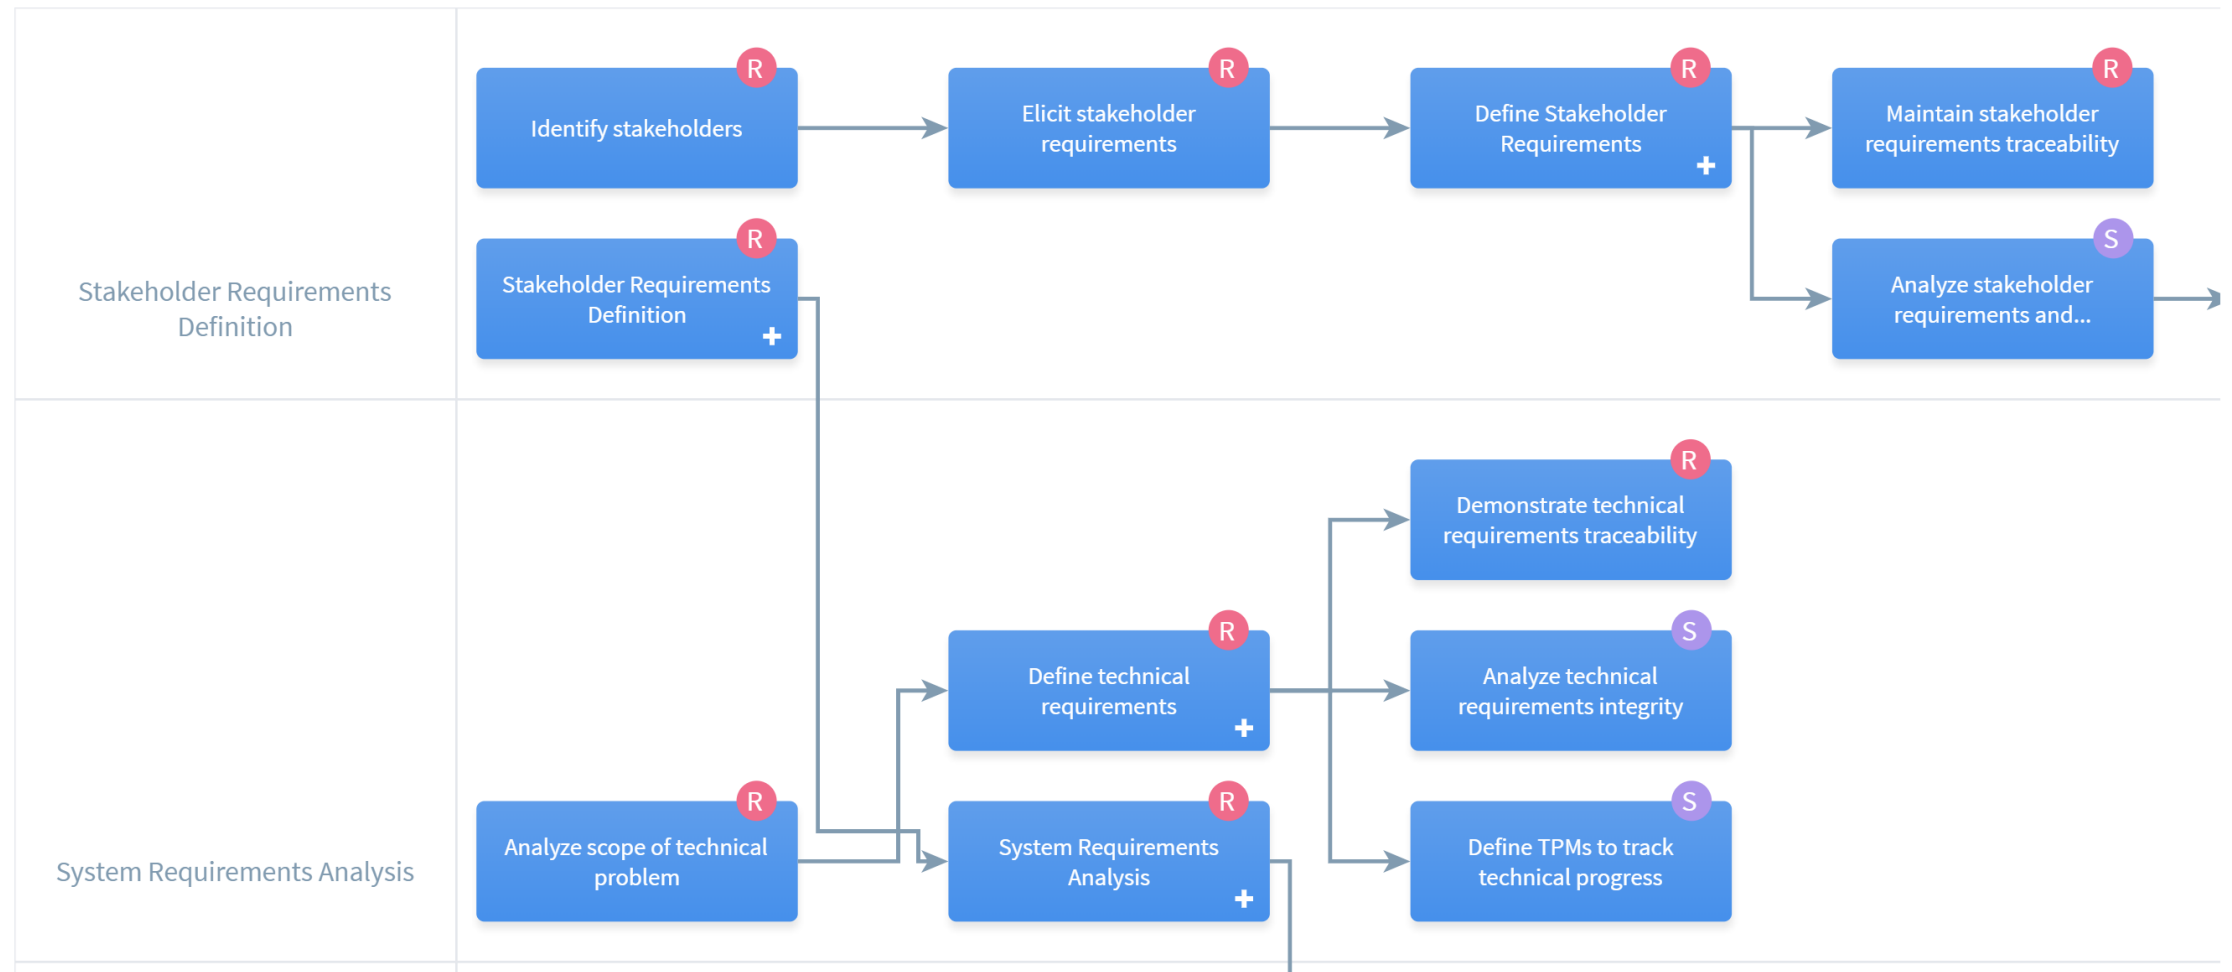 R
Identify stakeholders
R
Elicit stakeholder
requirements
R
Define Stakeholder
Requirements
R
Maintain stakeholder
requirements traceability
Stakeholder Requirements
Definition
R
Stakeholder Requirements
Definition
S
Analyze stakeholder
requirements and...
R
Demonstrate technical
requirements traceability
R
Define technical
requirements
S
Analyze technical
requirements integrity
System Requirements Analysis
R
Analyze scope of technical
problem
R
System Requirements
Analysis
S
Define TPMs to track
technical progress